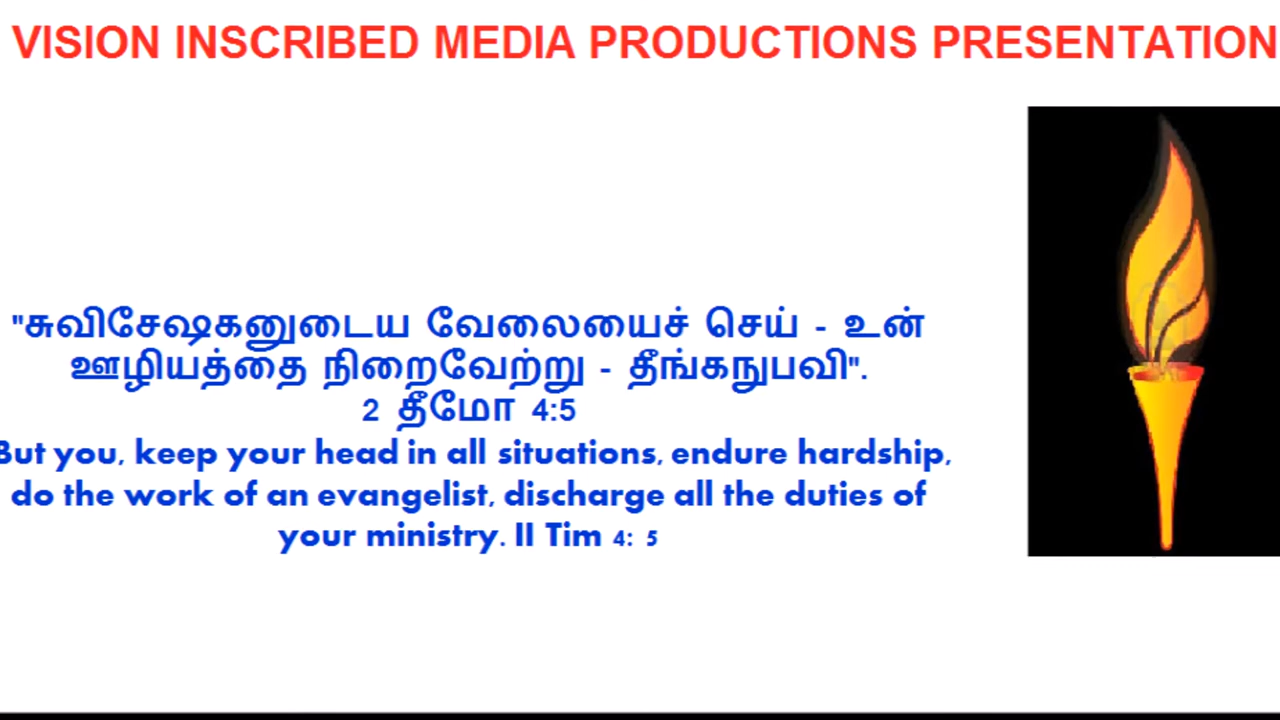 VISION INSCRIBED MEDIA PRODUCTIONS PRESENTATION
"சுவிசேஷகனுடைய வேலையைச் செய் - உன்
ஊழியத்தை நிறைவேற்று - தீங்கநுபவி".
2 தீமோ 4:5
But you, keep your head in all situations, endure hardship,
do the work of an evangelist, discharge all the duties of
your ministry. II Tim 4: 5